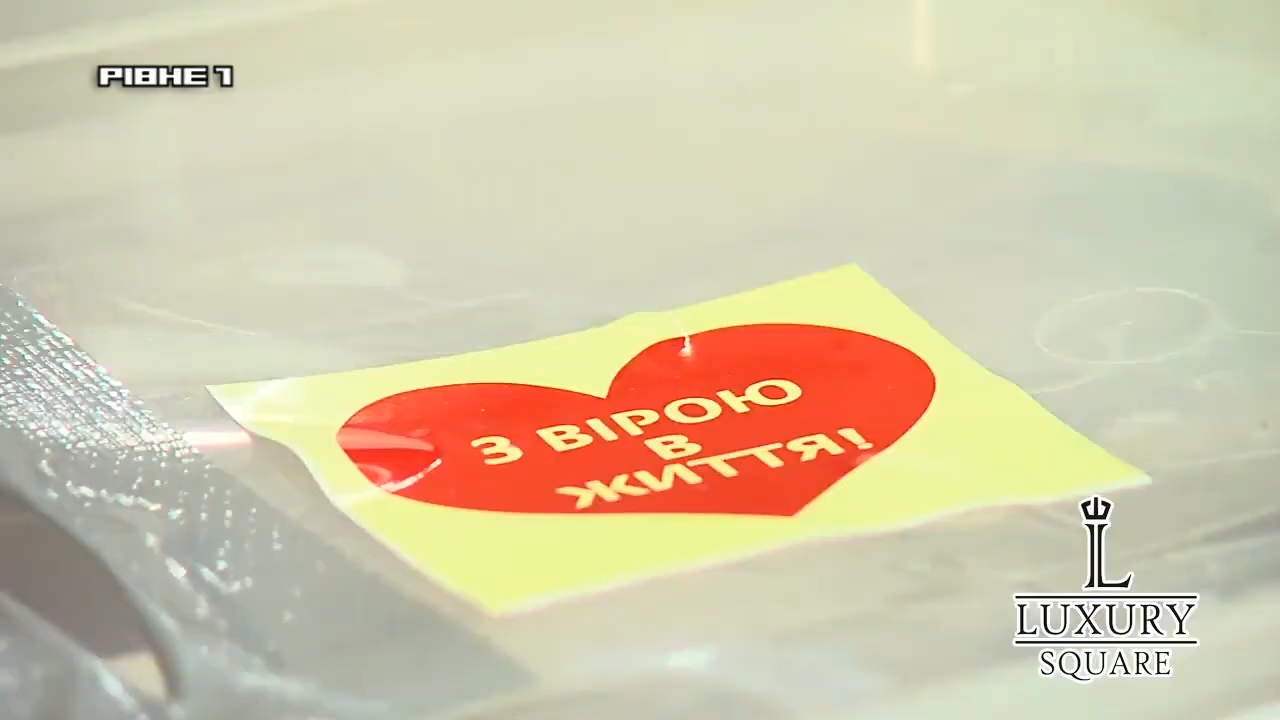 РІВНЕ 1
З ВІРОЮ
В
ЖИТТЯ!
L
LUXURY
SQUARE